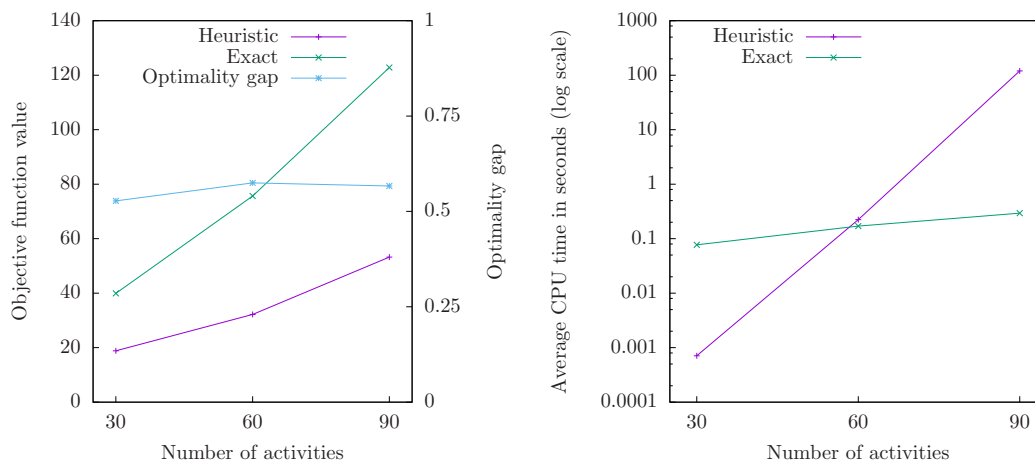 Objective function value
140
120
100
80
60
40
20
0
Heuristic
Exact
Optimality gap
1
0.75
0.5
0.25
0
Optimality gap
30 60 90
Number of activities
Average CPU time in seconds (log scale)
1000
100
10
1
0.1
0.01
0.001
0.0001
Heuristic
Exact
30 60 90
Number of activities